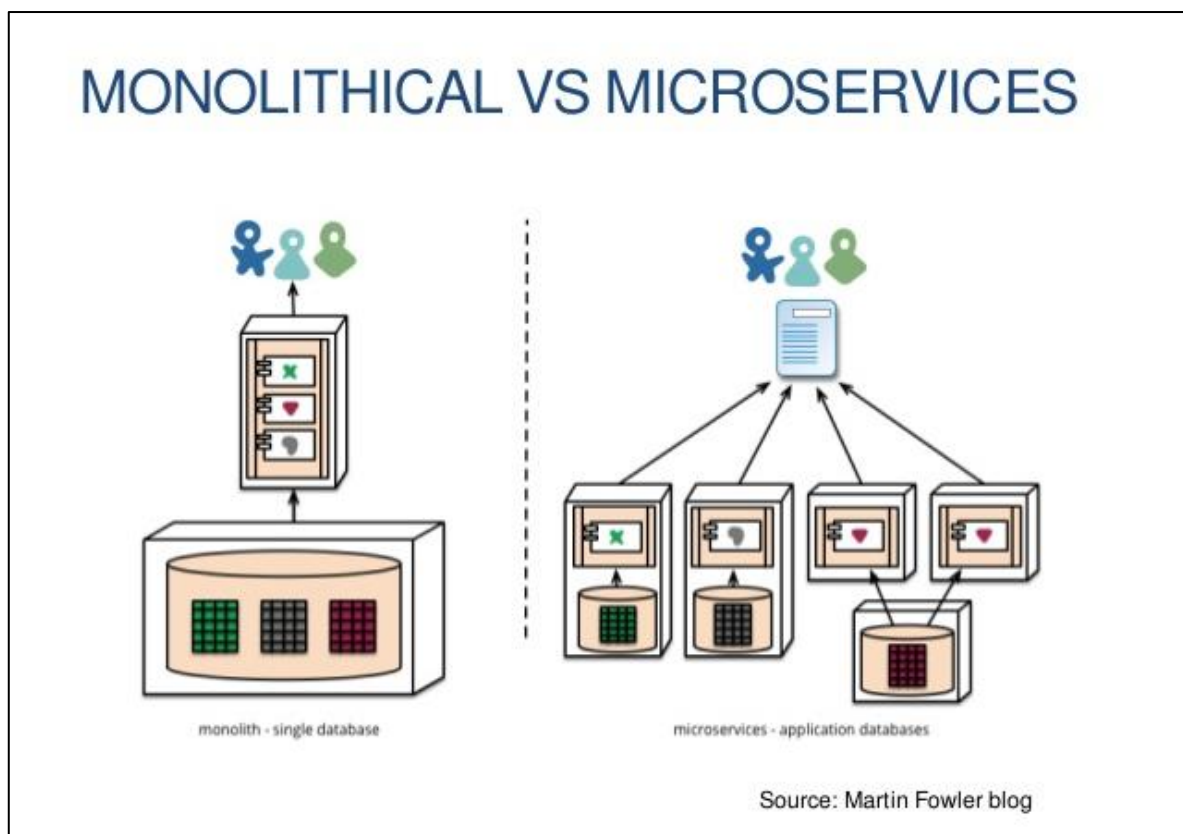 MONOLITHICAL VS MICROSERVICES
monolith - single database
microservices - application databases
Source: Martin Fowler blog